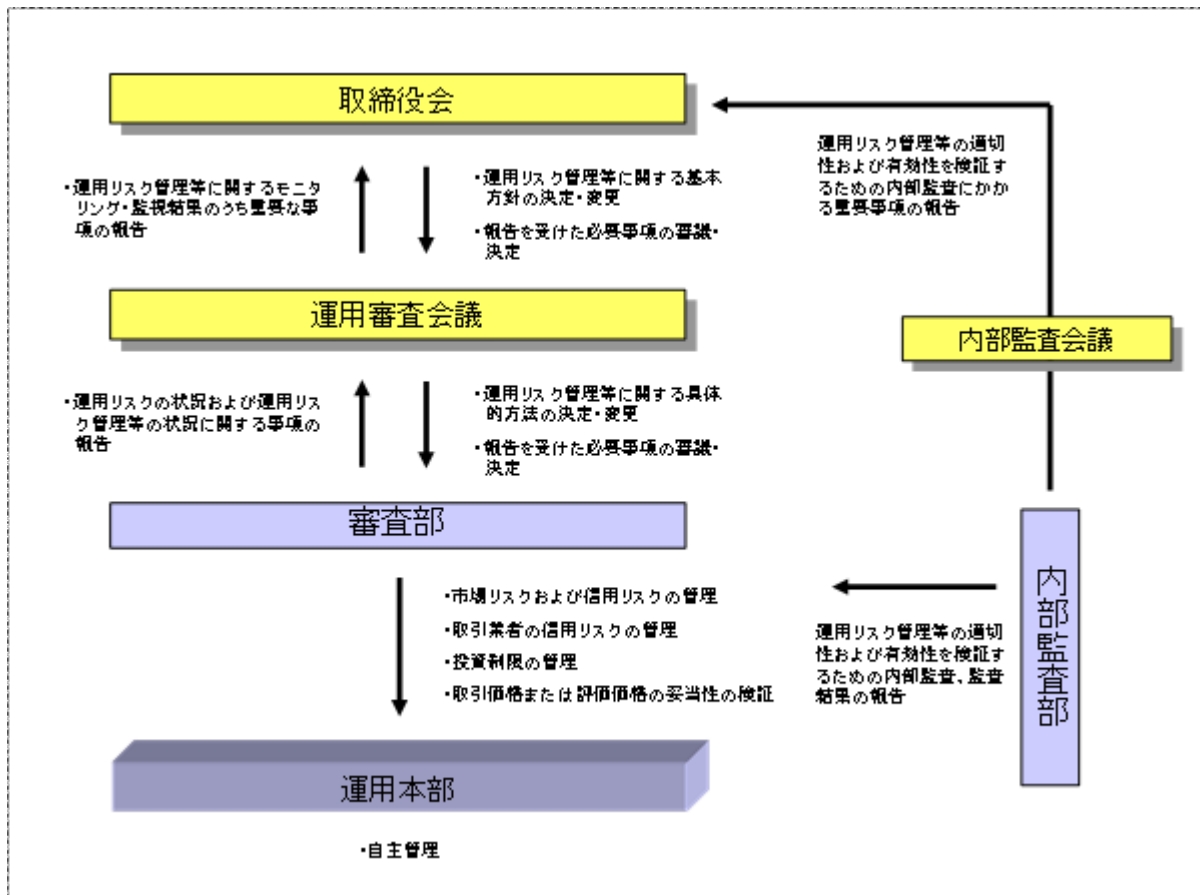 取締役会
・運用リスク管理等に関するモニタ
リング・監視結果のうち重要な事
項の報告
・運用リスク管理等に関する基本
方針の決定・変更
・報告を受けた必要事項の審議・
決定
運用リスク管理等の適切
性および有効性を検証す
るための内部監査にかか
る重要事項の報告
運用審査会議
内部監査会議
・運用リスクの状況および運用リス
ク管理等の状況に関する事項の
報告
・運用リスク管理等に関する具体
的方法の決定・変更
・報告を受けた必要事項の審議・
決定
審査部
内部監査部
・市場リスクおよび信用リスクの管理
・取引業者の信用リスクの管理
・投資制限の管理
・取引価格または評価価格の妥当性の検証
運用リスク管理等の適切
性および有効性を検証す
るための内部監査、監査
結果の報告
運用本部
・自主管理